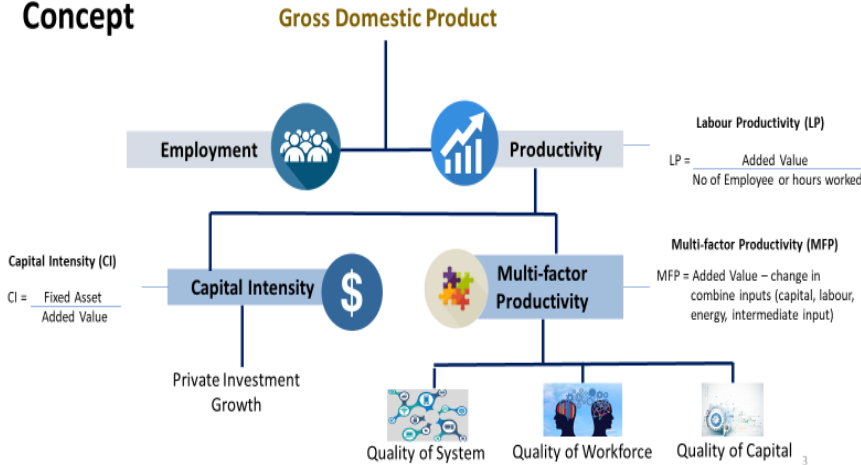 Concept
Gross Domestic Product
Employment
Productivity
Labour Productivity (LP)
LP = Added Value
No of Employee or hours worked
Capital Intensity (CI)
CI = Fixed Asset
Added Value
Capital Intensity
$
Multi-factor
Productivity
Multi-factor Productivity (MFP)
MFP = Added Value – change in
combine inputs (capital, labour,
energy, intermediate input)
Private Investment
Growth
Quality of System
Quality of Workforce
Quality of Capital
3